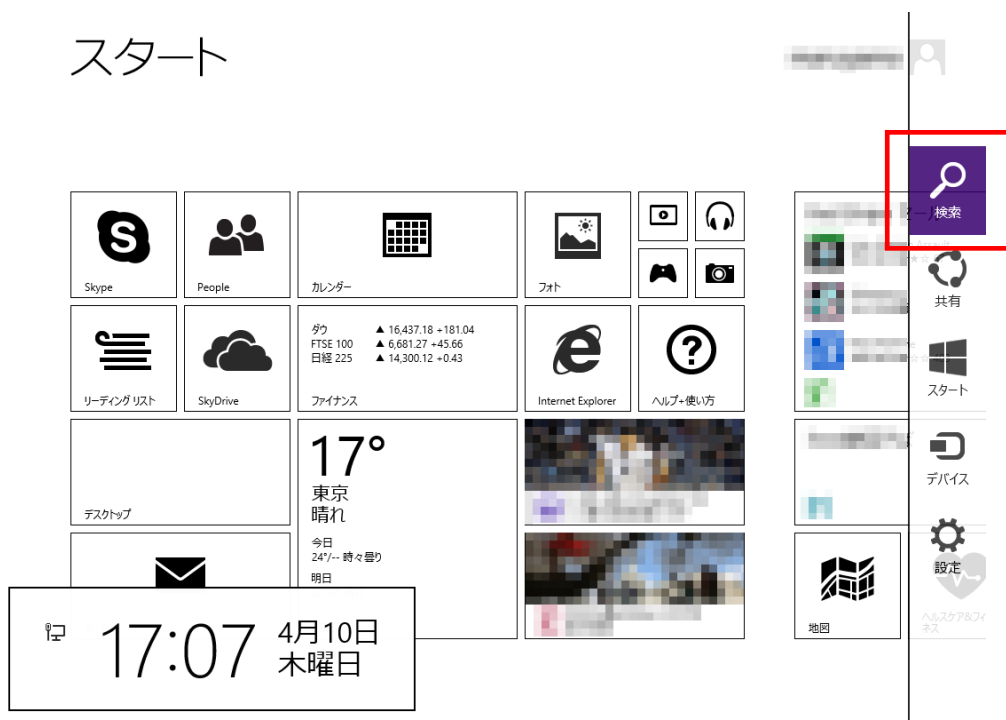 スタート
検索
共有
スタート
デバイス
設定
Skype
People
カレンダー
フォト
リーディング リスト
SkyDrive
ダウ ▲ 16,437.18 +181.04
FTSE 100 ▲ 6,681.27 +45.66
日経 225 ▲ 14,300.12 +0.43
ファイナンス
Internet Explorer
ヘルプ+使い方
デスクトップ
17°
東京
晴れ
今日
24°/-- 時々曇り
明日
地図
ヘルスケア&フィ
ネス
17:07
4月10日
木曜日